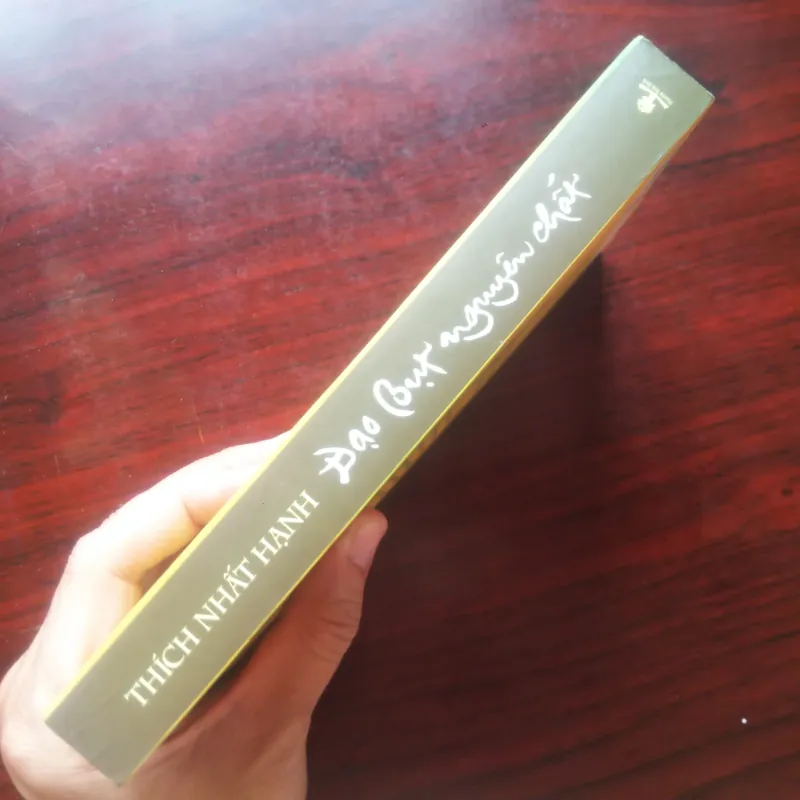 THÍCH NHẤT HẠNH
Đạo Bụt nguyên chất